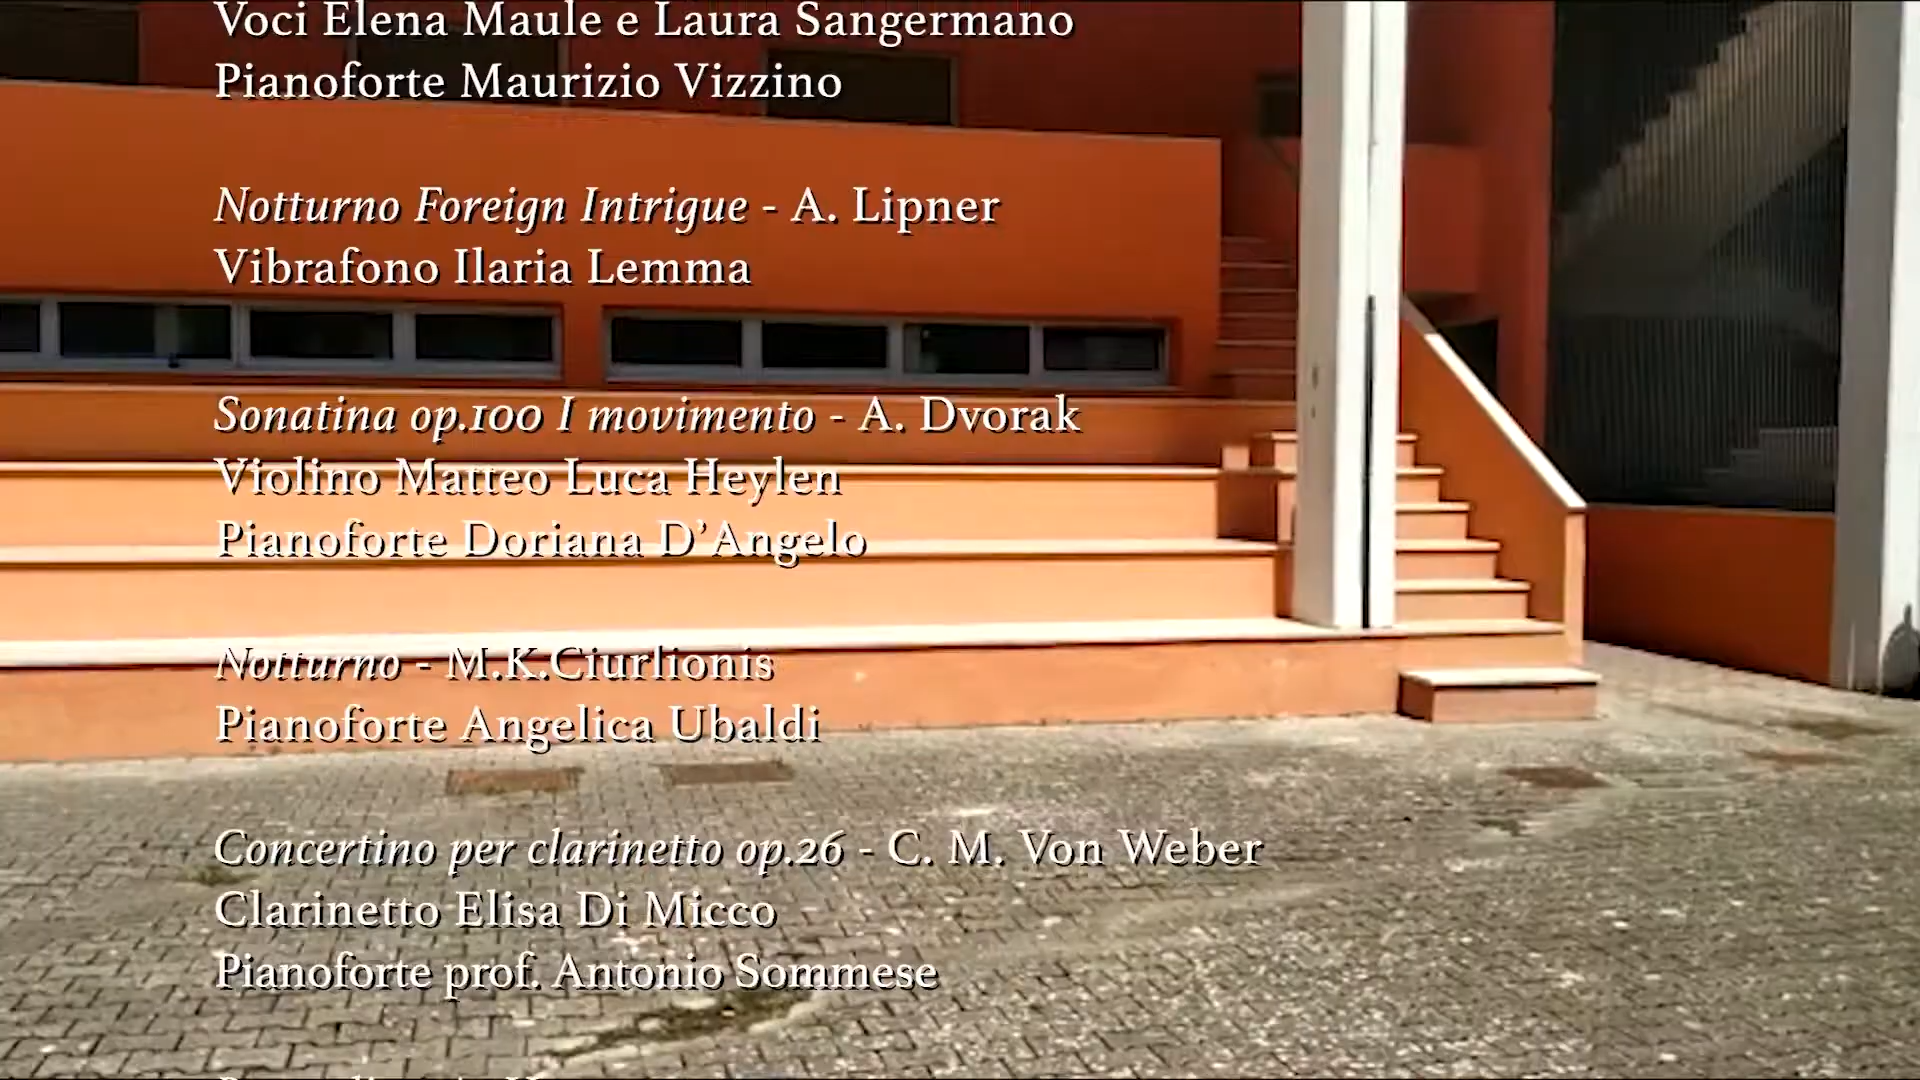 Voci Elena Maule e Laura Sangermano
Pianoforte Maurizio Vizzino
Notturno Foreign Intrigue - A. Lipner
Vibrafono Ilaria Lemma
Sonatina op.100 I movimento - A. Dvorak
Violino Matteo Luca Heylen
Pianoforte Doriana D'Angelo
Notturno - M.K.Ciurlionis
Pianoforte Angelica Ubaldi
Concertino per clarinetto op.26 - C. M. Von Weber
Clarinetto Elisa Di Micco
Pianoforte prof. Antonio Sommese